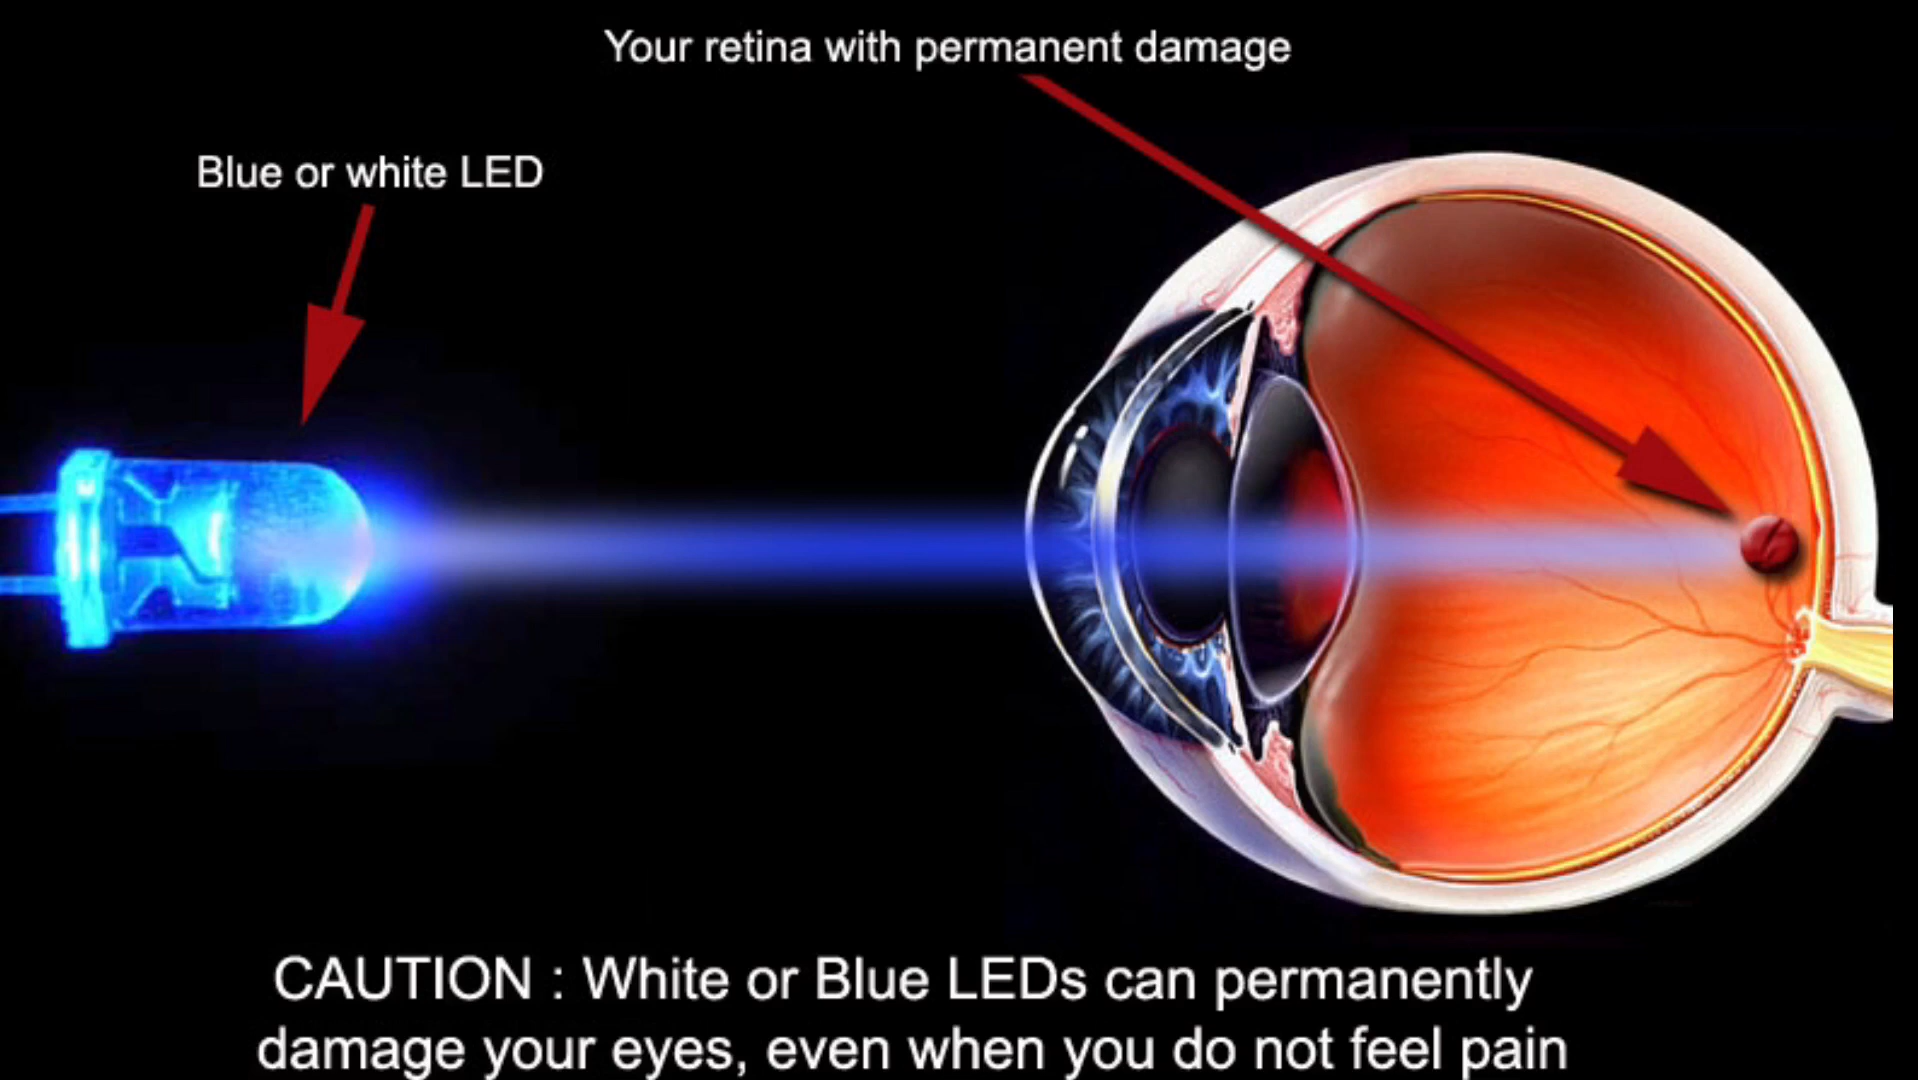 Your retina with permanent damage
Blue or white LED
CAUTION : White or Blue LEDs can permanently
damage your eyes, even when you do not feel pain